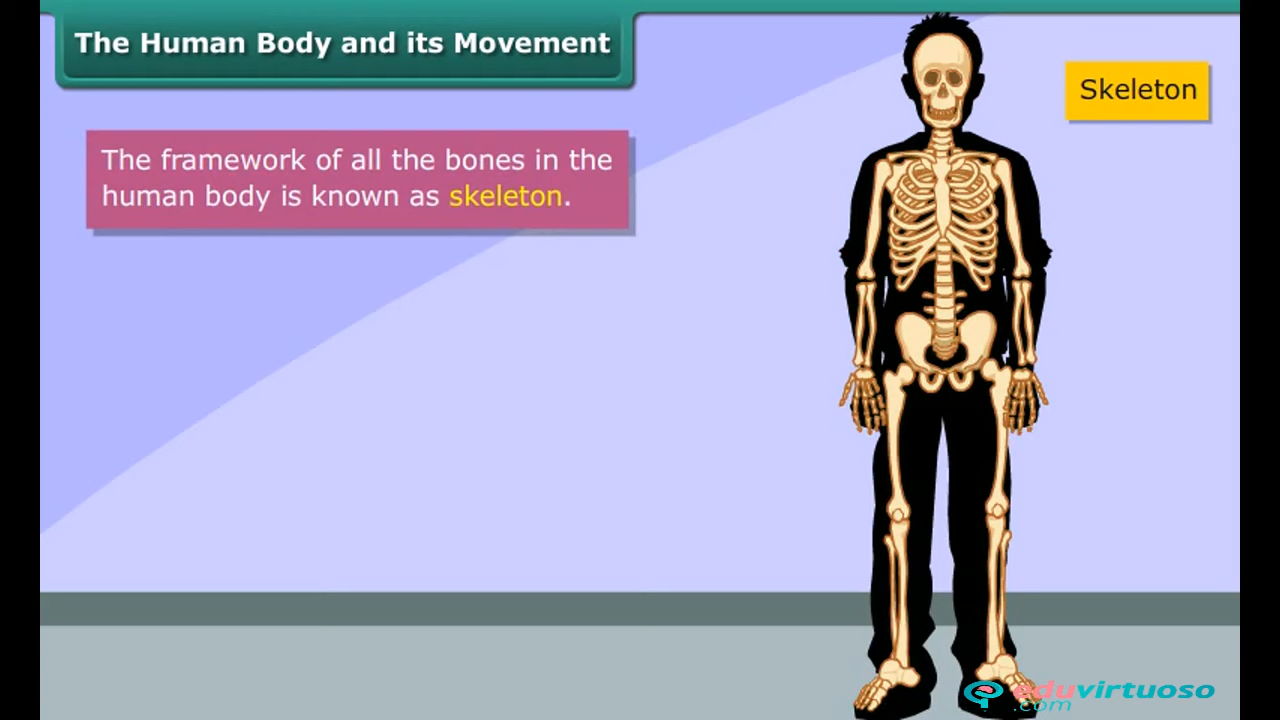 The Human Body and its Movement
Skeleton
The framework of all the bones in the
human body is known as skeleton.
eduvirtuoso
.com